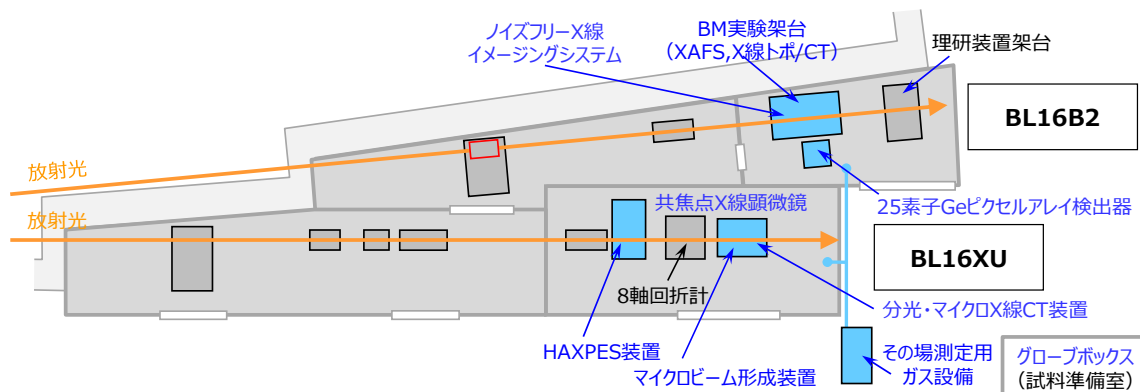 ノイズフリーX線
イメージングシステム
BM実験架台
（XAFS,X線トポ/CT）
理研装置架台
BL16B2
放射光
放射光
共焦点X線顕微鏡
25素子Geピクセルアレイ検出器
BL16XU
8軸回折計
分光・マイクロX線CT装置
HAXPES装置
マイクロビーム形成装置
その場測定用
ガス設備
グローブボックス
（試料準備室）